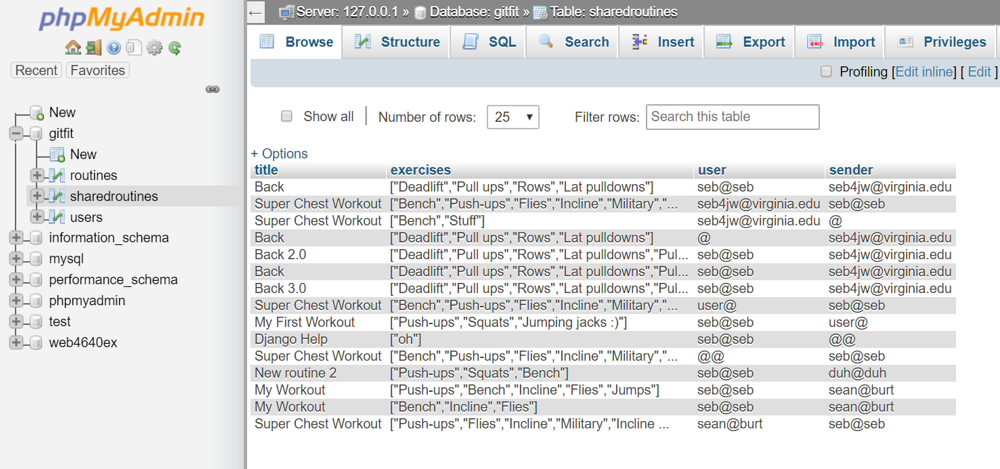 phpMyAdmin
Recent Favorites
New
gitfit
New
routines
sharedroutines
users
information_schema
mysql
performance_schema
phpmyadmin
test
web4640ex
← Server: 127.0.0.1 » Database: gitfit » Table: sharedroutines
Browse Structure SQL Search Insert Export Import Privileges
Profiling [Edit inline] [ Edit ]
Show all Number of rows: 25 ▼ Filter rows: Search this table
+ Options
title exercises user sender
Back ["Deadlift","Pull ups","Rows","Lat pulldowns"] seb@seb seb4jw@virginia.edu
Super Chest Workout ["Bench","Push-ups","Flies","Incline","Military","... seb4jw@virginia.edu seb@seb
Super Chest Workout ["Bench","Stuff"] seb4jw@virginia.edu @
Back ["Deadlift","Pull ups","Rows","Lat pulldowns"] @ seb4jw@virginia.edu
Back 2.0 ["Deadlift","Pull ups","Rows","Lat pulldowns","Pul... seb@seb seb4jw@virginia.edu
Back ["Deadlift","Pull ups","Rows","Lat pulldowns","Pul... seb@seb seb4jw@virginia.edu
Back 3.0 ["Deadlift","Pull ups","Rows","Lat pulldowns","Pul... seb@seb seb4jw@virginia.edu
Super Chest Workout ["Bench","Push-ups","Flies","Incline","Military","... user@ seb@seb
My First Workout ["Push-ups","Squats","Jumping jacks :)"] seb@seb user@
Django Help ["oh"] seb@seb @@
Super Chest Workout ["Bench","Push-ups","Flies","Incline","Military","... @@ seb@seb
New routine 2 ["Push-ups","Squats","Bench"] seb@seb duh@duh
My Workout ["Push-ups","Bench","Incline","Flies","Jumps"] seb@seb sean@burt
My Workout ["Bench","Incline","Flies"] seb@seb sean@burt
Super Chest Workout ["Push-ups","Flies","Incline","Military","Incline ... sean@burt seb@seb